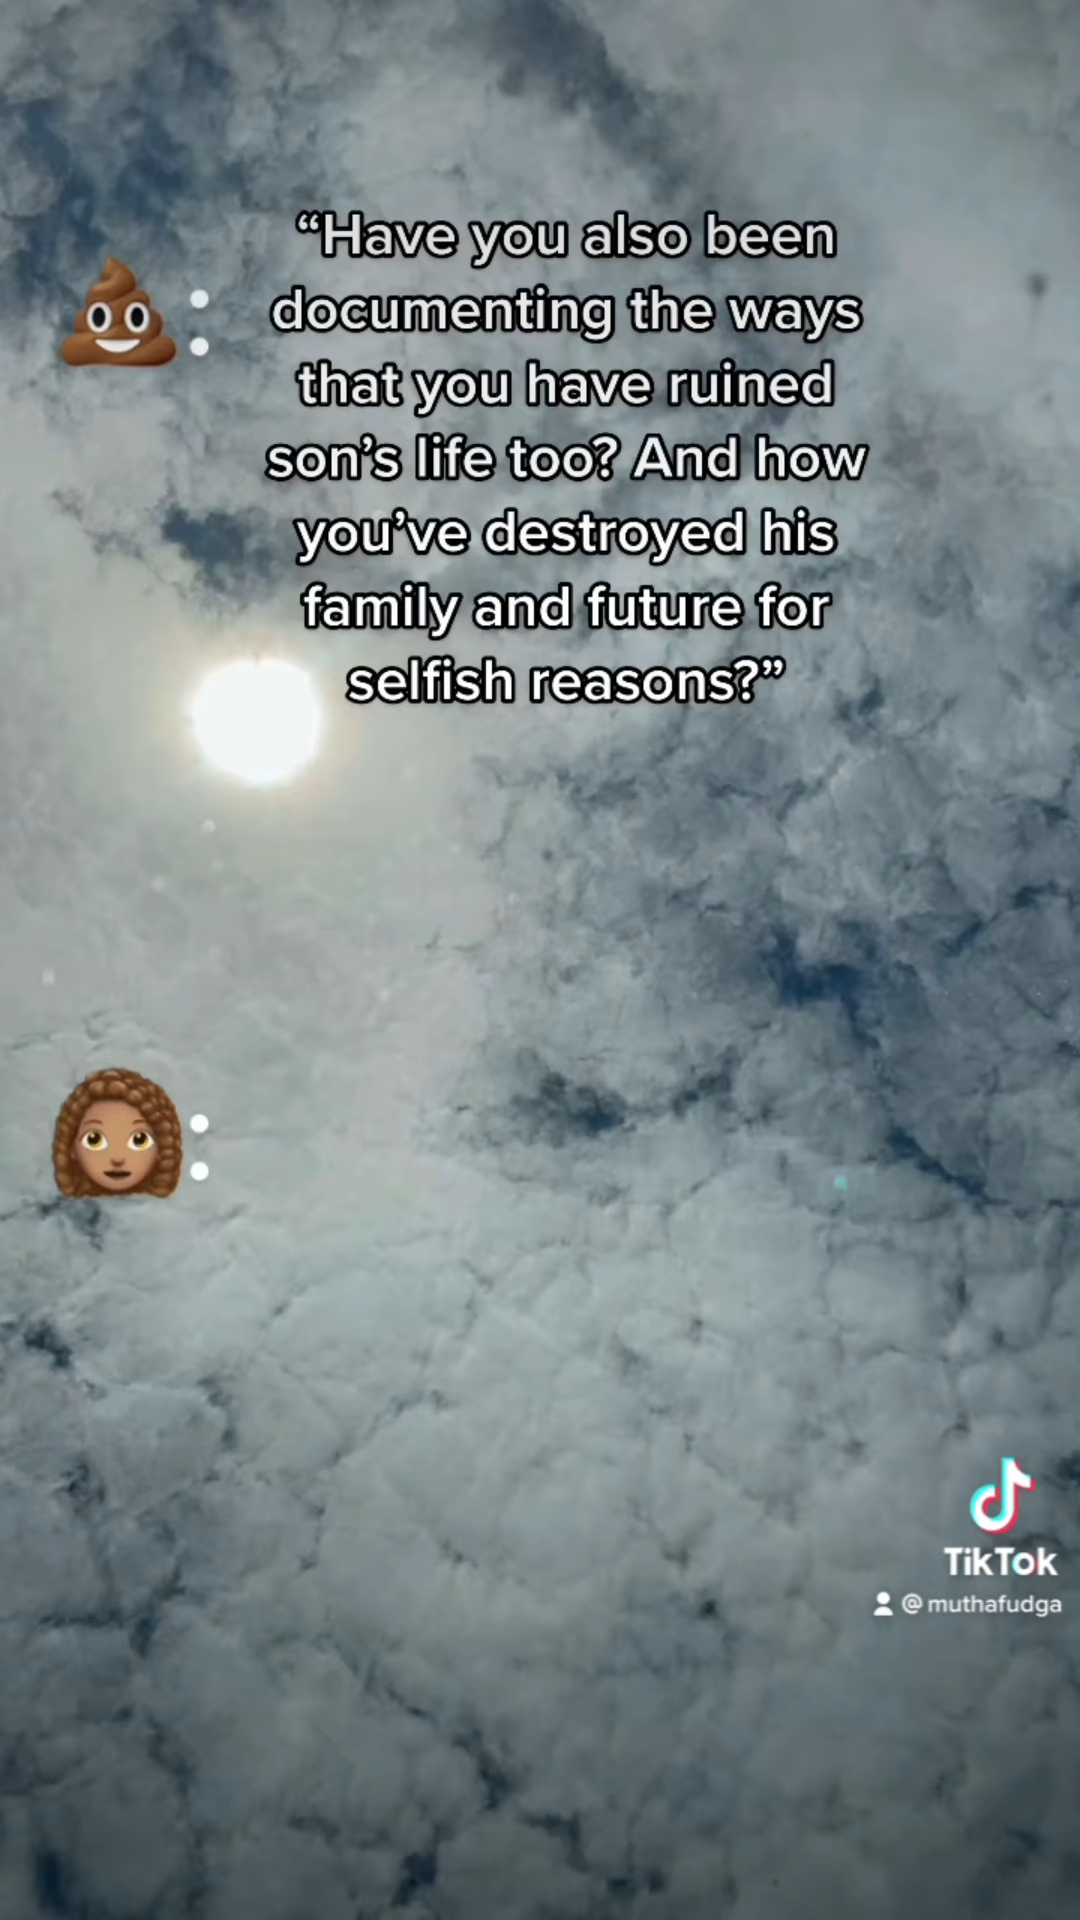 “Have you also been
documenting the ways
that you have ruined
son’s life too? And how
you’ve destroyed his
family and future for
selfish reasons?”
:
:
TikTok
@muthafudga